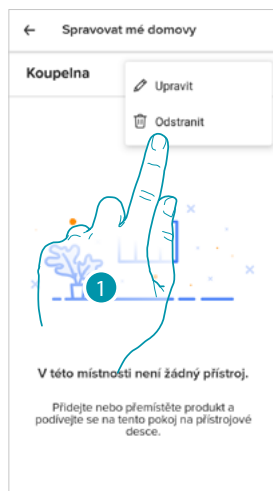 Spravovat mé domovy
Koupelna
Upravit
Odstranit
1
V této místnosti není žádný přístroj.
Přidejte nebo přemístěte produkt a
podívejte se na tento pokoj na přístrojové
desce.